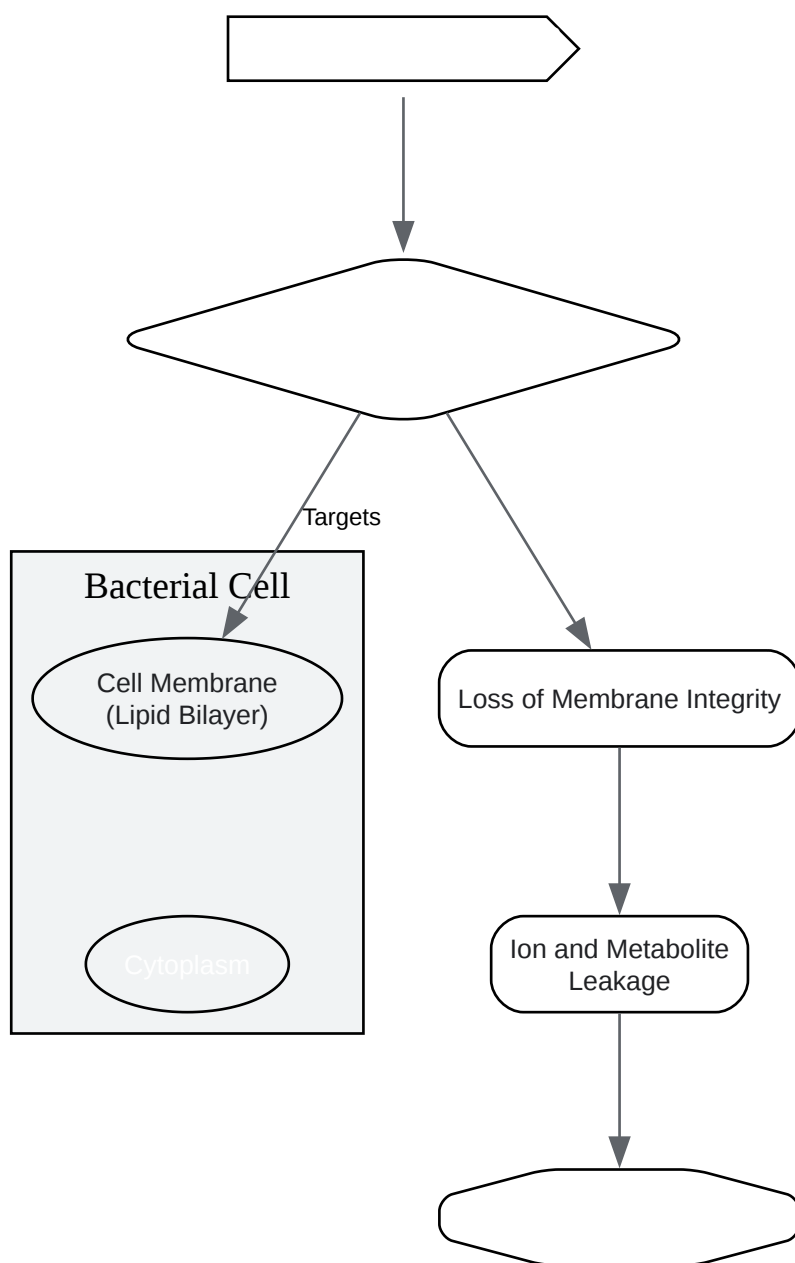 Targets
Bacterial Cell
Cell Membrane
(Lipid Bilayer)
Loss of Membrane Integrity
Cytoplasm
Ion and Metabolite
Leakage